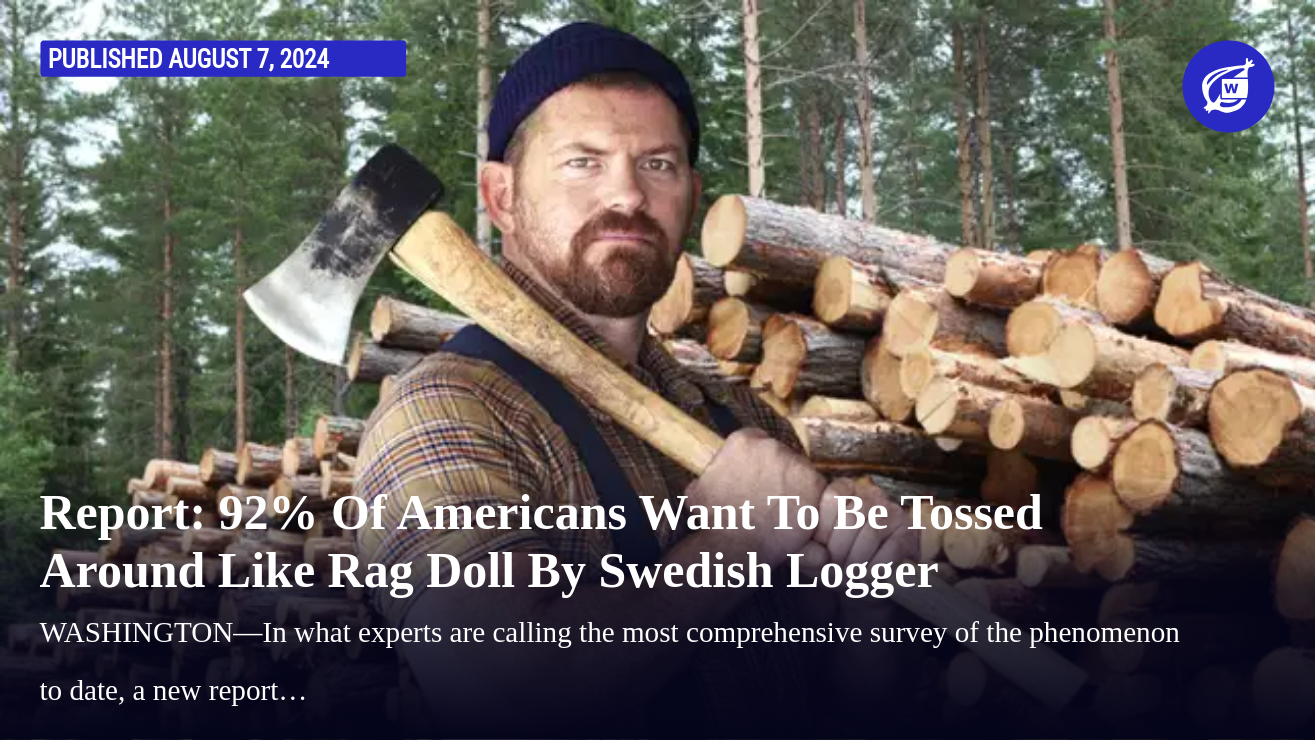 PUBLISHED AUGUST 7, 2024
W
Report: 92% Of Americans Want To Be Tossed
Around Like Rag Doll By Swedish Logger
WASHINGTON—In what experts are calling the most comprehensive survey of the phenomenon
to date, a new report…